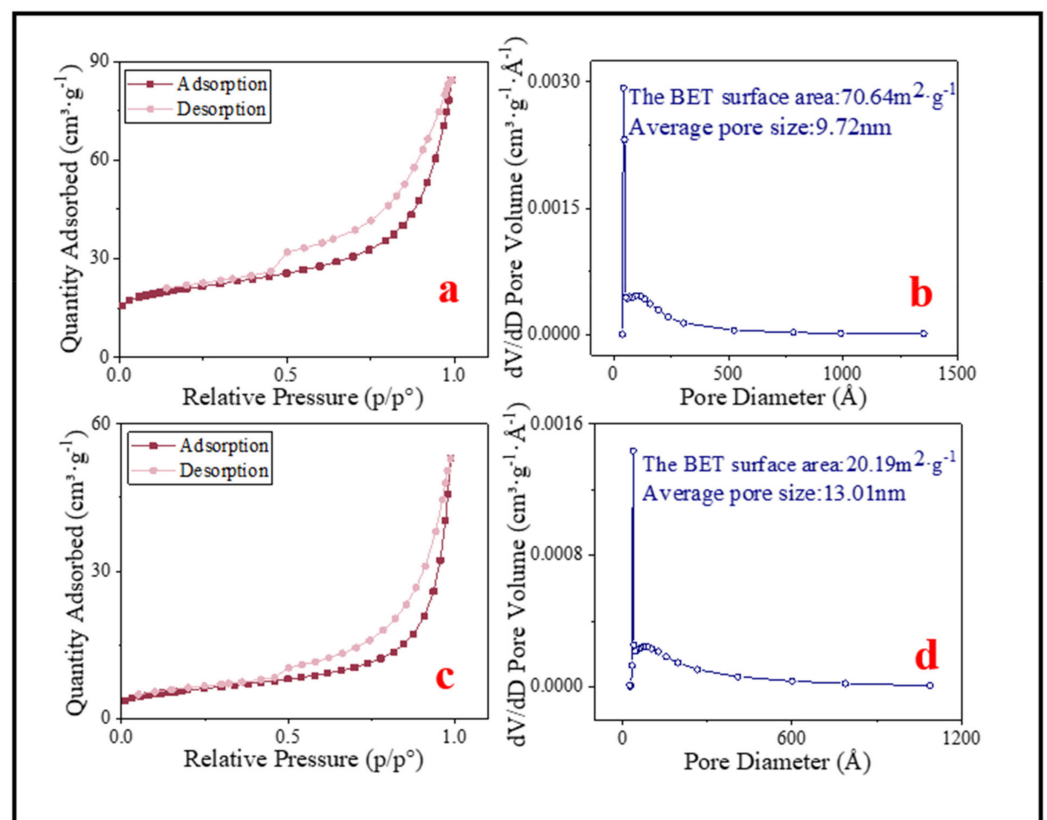 90
60
30
0
Quantity Adsorbed (cm³·g⁻¹)
Adsorption
Desorption
a
0.0
0.5
1.0
Relative Pressure (p/p°)
0.0030
0.0015
0.0000
dV/dD Pore Volume (cm³·g⁻¹·Å⁻¹)
The BET surface area:70.64m²·g⁻¹
Average pore size:9.72nm
b
0
500
1000
1500
Pore Diameter (Å)
60
30
0
Quantity Adsorbed (cm³·g⁻¹)
Adsorption
Desorption
c
0.0
0.5
1.0
Relative Pressure (p/p°)
0.0016
0.0008
0.0000
dV/dD Pore Volume (cm³·g⁻¹·Å⁻¹)
The BET surface area:20.19m²·g⁻¹
Average pore size:13.01nm
d
0
600
1200
Pore Diameter (Å)